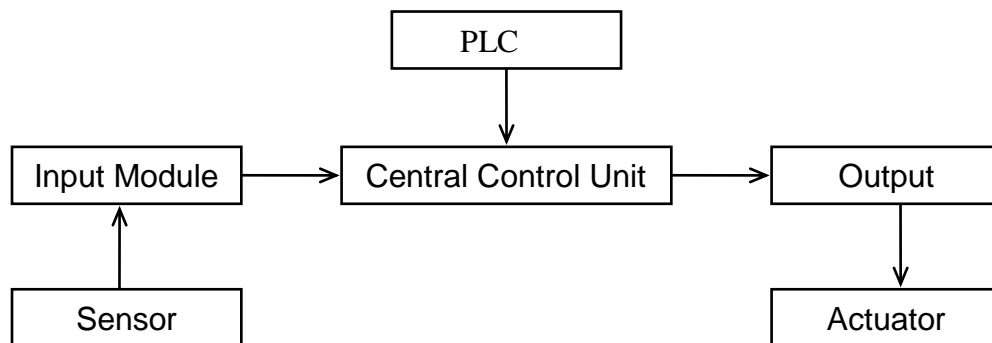 PLC
Input Module
Central Control Unit
Output
Sensor
Actuator